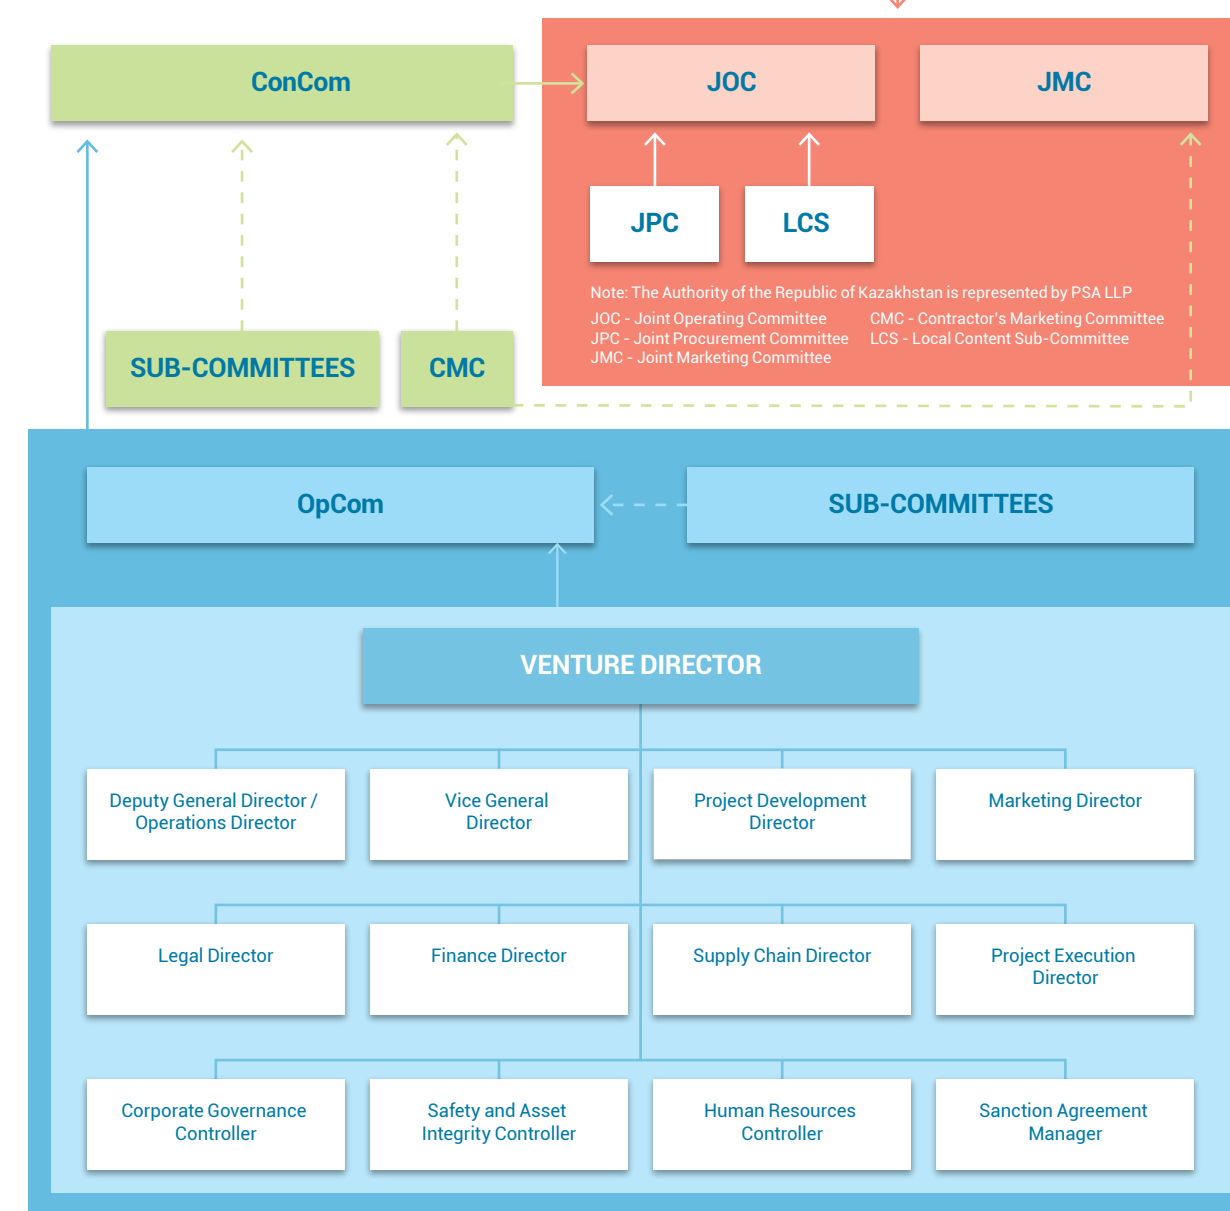 ConCom
JOC
JMC
JPC
LCS
Note: The Authority of the Republic of Kazakhstan is represented by PSA LLP
JOC - Joint Operating Committee
JPC - Joint Procurement Committee
JMC - Joint Marketing Committee
CMC - Contractor's Marketing Committee
LCS - Local Content Sub-Committee
SUB-COMMITTEES
CMC
OpCom
SUB-COMMITTEES
VENTURE DIRECTOR
Deputy General Director /
Operations Director
Vice General
Director
Project Development
Director
Marketing Director
Legal Director
Finance Director
Supply Chain Director
Project Execution
Director
Corporate Governance
Controller
Safety and Asset
Integrity Controller
Human Resources
Controller
Sanction Agreement
Manager